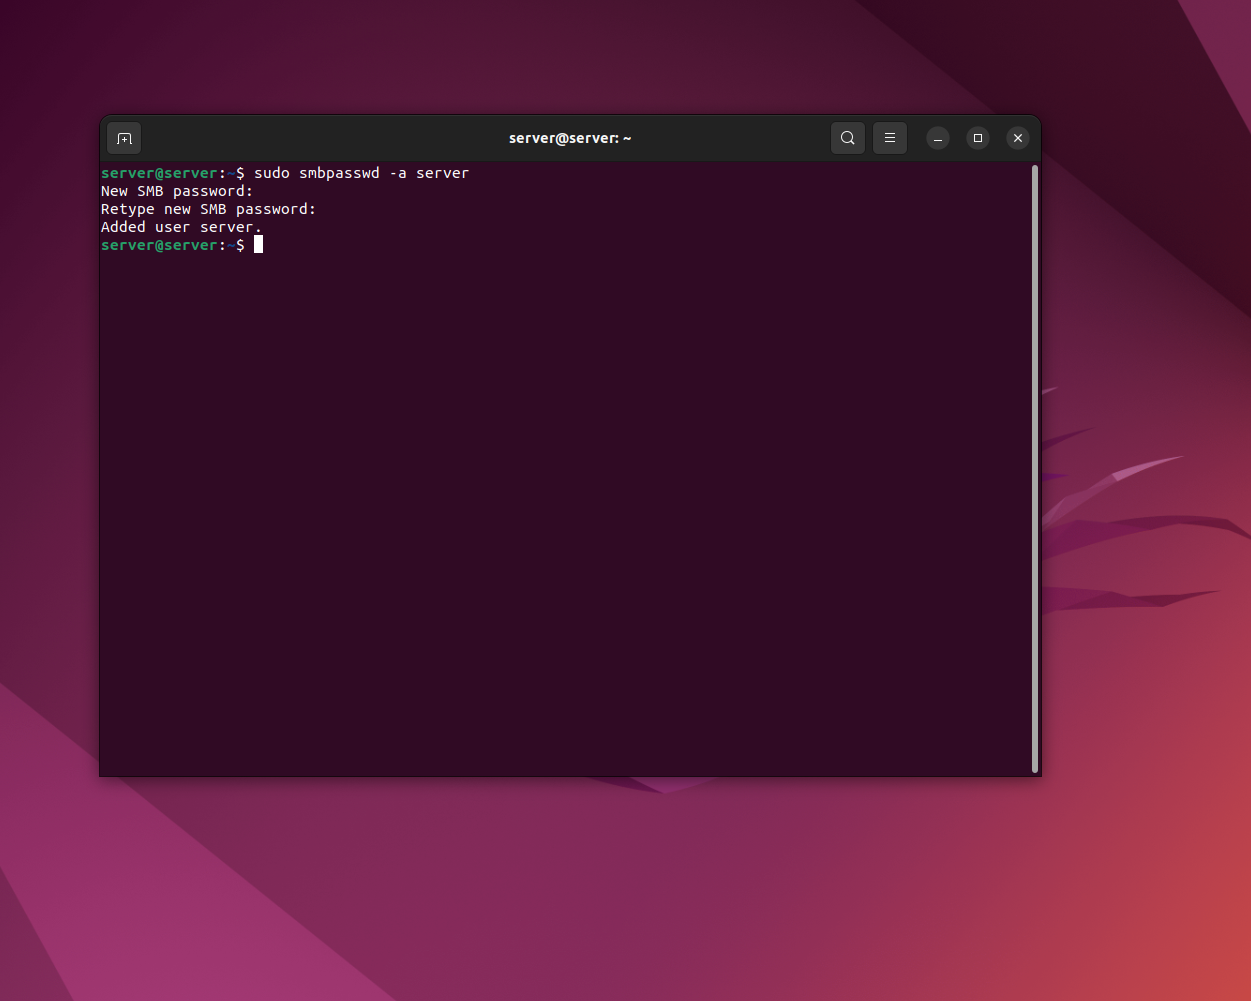 server@server: ~
server@server:~$ sudo smbpasswd -a server
New SMB password:
Retype new SMB password:
Added user server.
server@server:~$